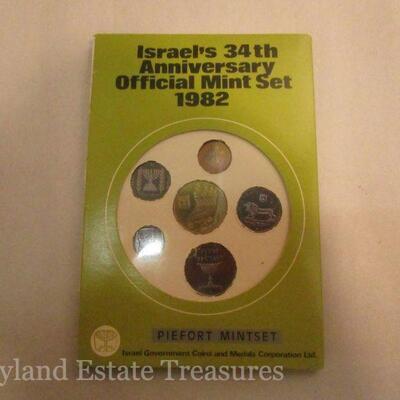 Israel's 34th
Anniversary
Official Mint Set
1982
PIEFORT MINTSET
Israel Government Coins and Medals Corporation Ltd.
yland Estate Treasures